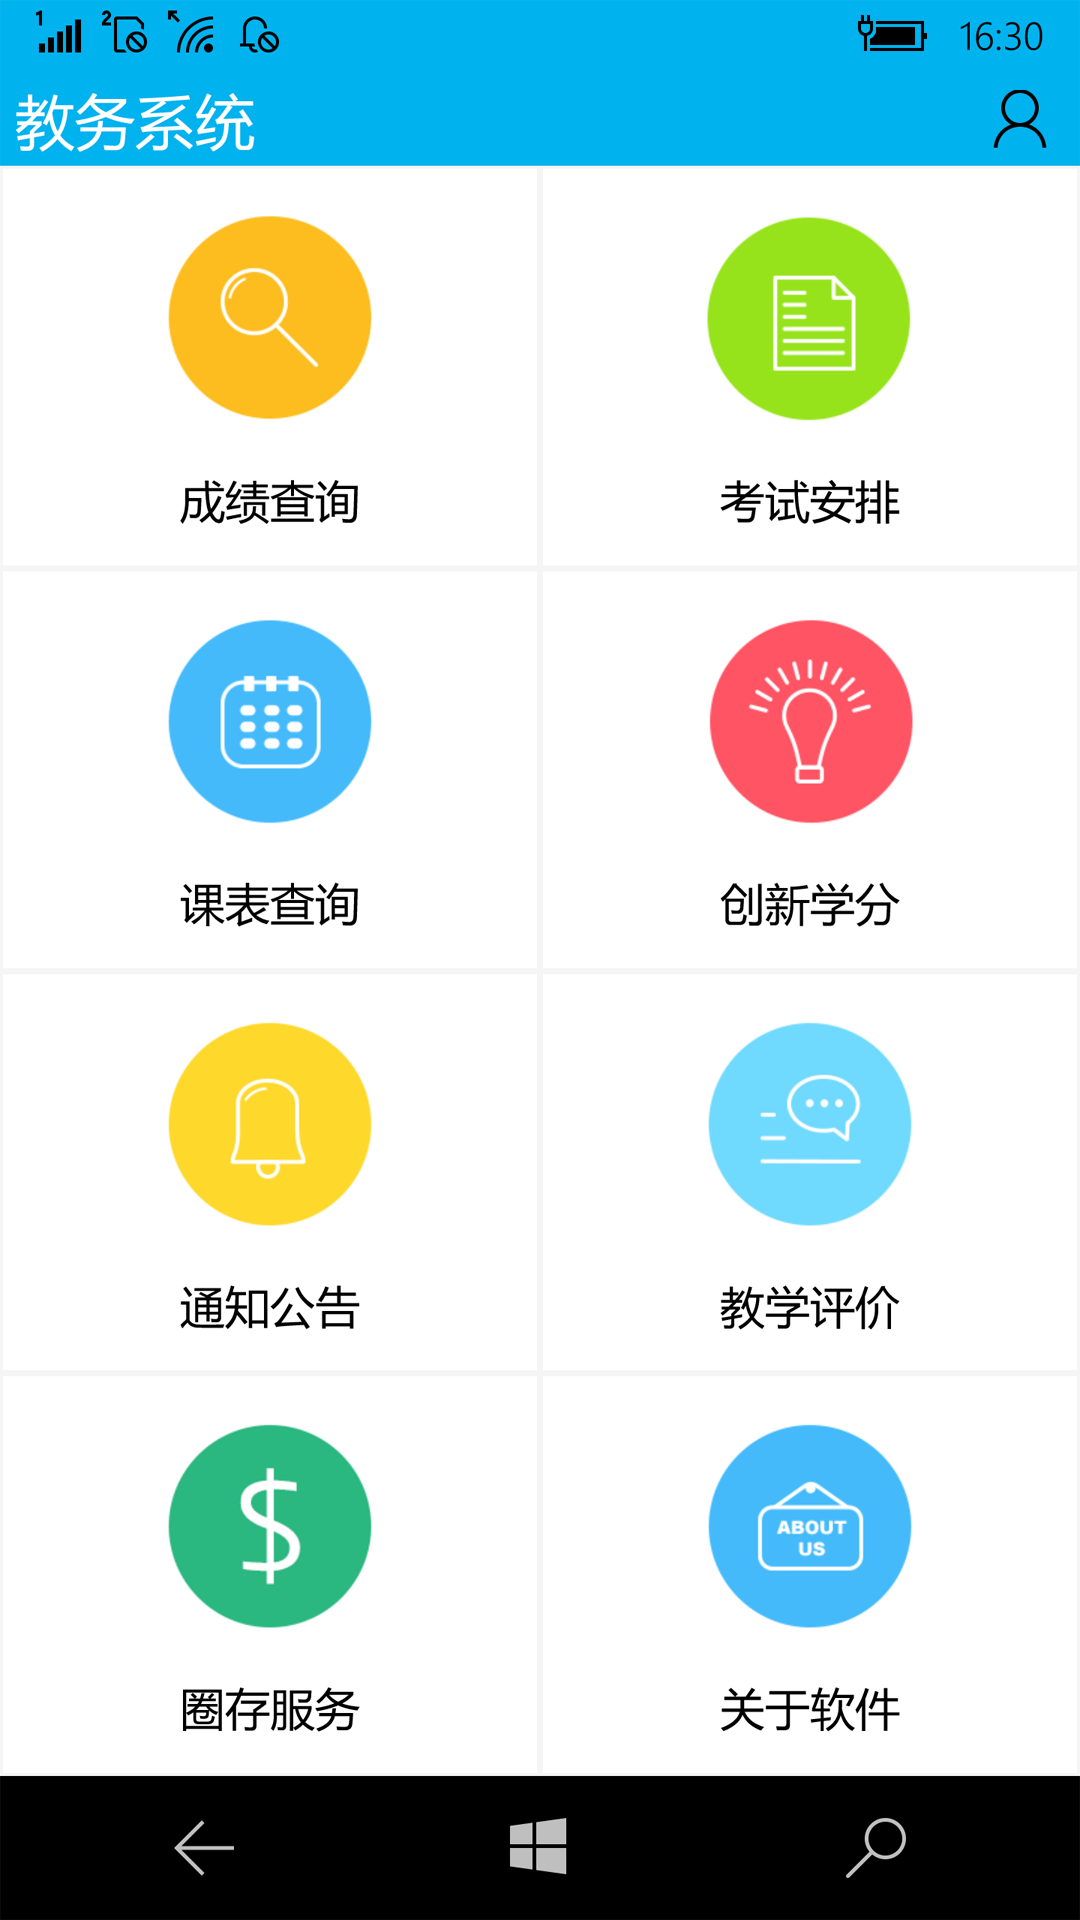 1 2 16:30
教务系统
成绩查询 考试安排
课表查询 创新学分
通知公告 教学评价
$ ABOUT
US
圈存服务 关于软件